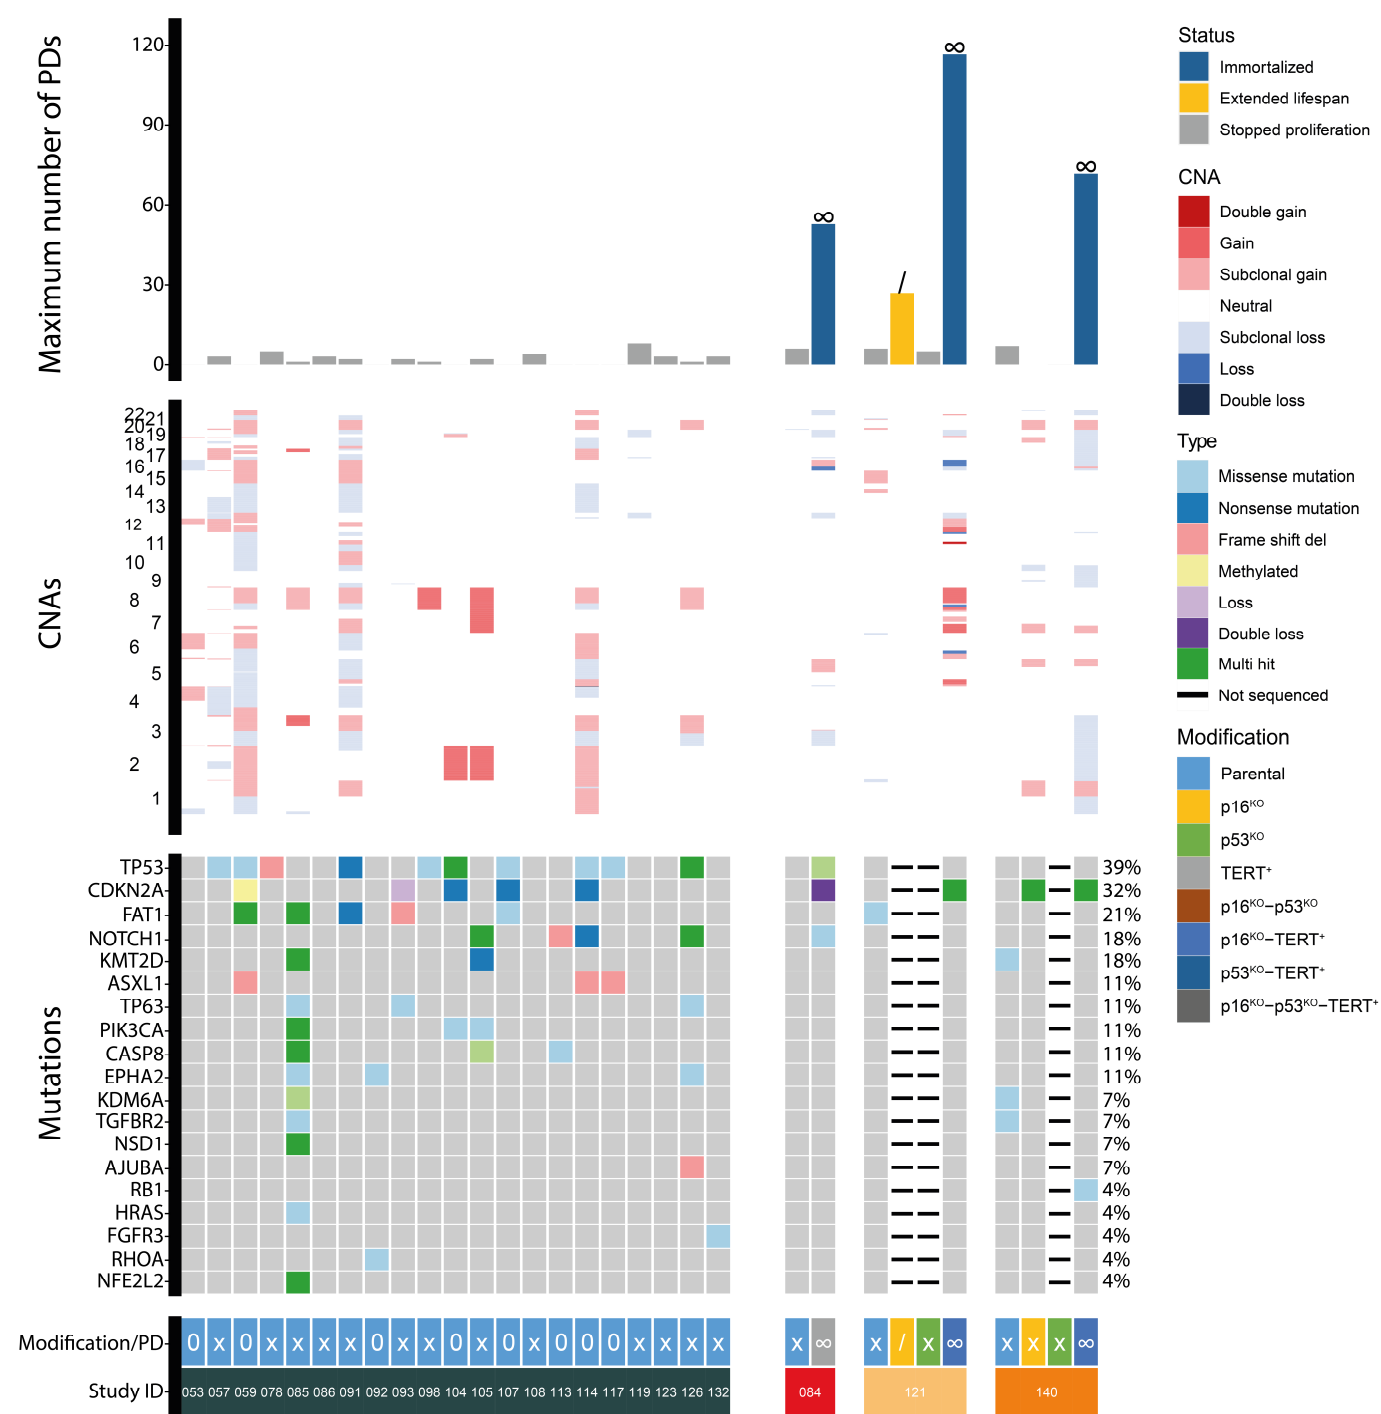 Maximum number of PDs
120
90
60
30
0
∞
/
∞
∞
Status
Immortalized
Extended lifespan
Stopped proliferation
CNA
Double gain
Gain
Subclonal gain
Neutral
Subclonal loss
Loss
Double loss
Type
Missense mutation
Nonsense mutation
Frame shift del
Methylated
Loss
Double loss
Multi hit
Not sequenced
Modification
Parental
p16KO
p53KO
TERT+
p16KO–p53KO
p16KO–TERT+
p53KO–TERT+
p16KO–p53KO–TERT+
CNAs
22
21
20
19
18
17
16
15
14
13
12
11
10
9
8
7
6
5
4
3
2
1
Mutations
TP53 39%
CDKN2A 32%
FAT1 21%
NOTCH1 18%
KMT2D 18%
ASXL1 11%
TP63 11%
PIK3CA 11%
CASP8 11%
EPHA2 11%
KDM6A 7%
TGFBR2 7%
NSD1 7%
AJUBA 7%
RB1 4%
HRAS 4%
FGFR3 4%
RHOA 4%
NFE2L2 4%
Modification/PD 0 x 0 x x x x 0 x x 0 x 0 x 0 0 0 x x x x x ∞ x / x ∞ x x x ∞
Study ID 053 057 059 078 085 086 091 092 093 098 104 105 107 108 113 114 117 119 123 126 132 084 121 140